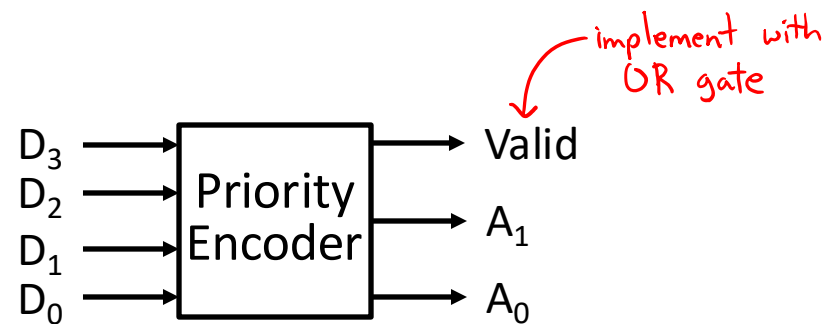 implement with
OR gate
D₃
Valid
D₂
Priority
A₁
D₁
Encoder
D₀
A₀